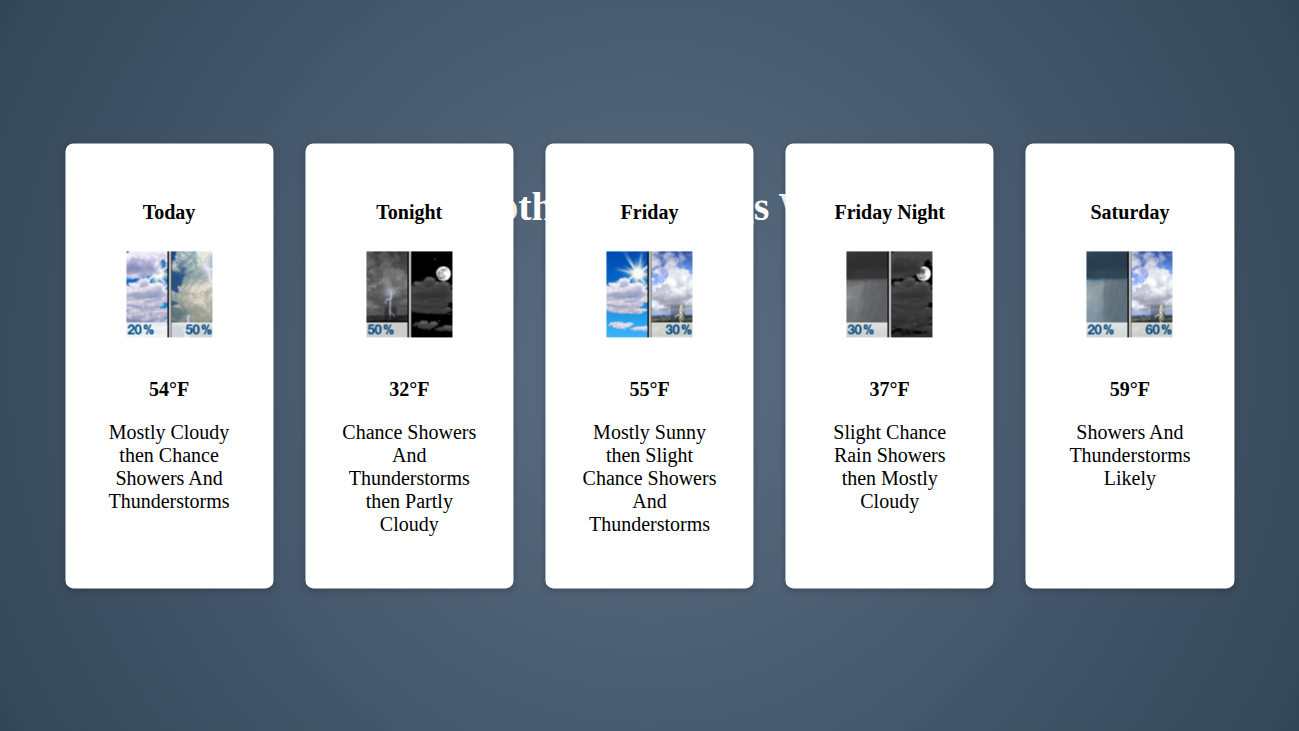 Today
20%
50%
54°F
Mostly Cloudy
then Chance
Showers And
Thunderstorms
Tonight
50%
32°F
Chance Showers
And
Thunderstorms
then Partly
Cloudy
Friday
30%
55°F
Mostly Sunny
then Slight
Chance Showers
And
Thunderstorms
Friday Night
30%
37°F
Slight Chance
Rain Showers
then Mostly
Cloudy
Saturday
20%
60%
59°F
Showers And
Thunderstorms
Likely